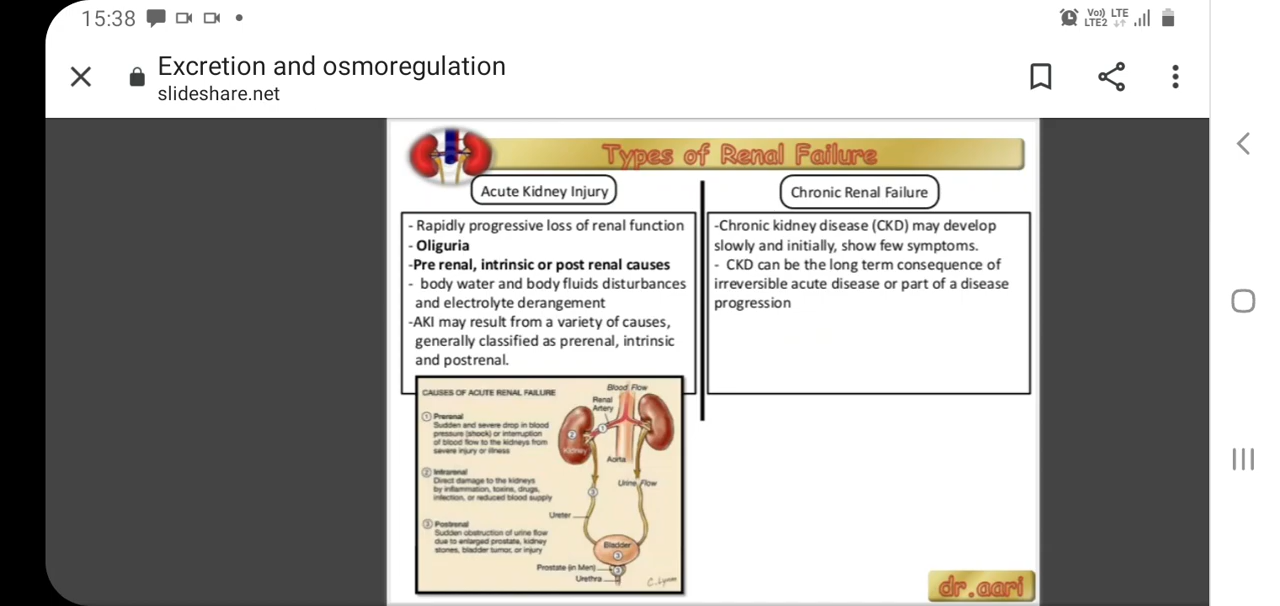 15:38
Vo) LTE
LTE2
Excretion and osmoregulation
slideshare.net
Types of Renal Failure
Acute Kidney Injury
- Rapidly progressive loss of renal function
- Oliguria
-Pre renal, intrinsic or post renal causes
- body water and body fluids disturbances
and electrolyte derangement
-AKI may result from a variety of causes,
generally classified as prerenal, intrinsic
and postrenal.
Chronic Renal Failure
-Chronic kidney disease (CKD) may develop
slowly and initially, show few symptoms.
- CKD can be the long term consequence of
irreversible acute disease or part of a disease
progression
CAUSES OF ACUTE RENAL FAILURE
1 Prerenal
Sudden and severe drop in blood
pressure (shock) or interruption
of blood flow to the kidneys from
severe injury or illness
2 Intrarenal
Direct damage to the kidneys
by inflammation, toxins, drugs,
infection, or reduced blood supply
3 Postrenal
Sudden obstruction of urine flow
due to enlarged prostate, kidney
stones, bladder tumor, or injury
Blood Flow
Renal
Artery
1
2
Kidney
Aorta
Urine Flow
3
Ureter
Bladder
3
Prostate (in Men)
3
Urethra
C. Lynm
dr.aari